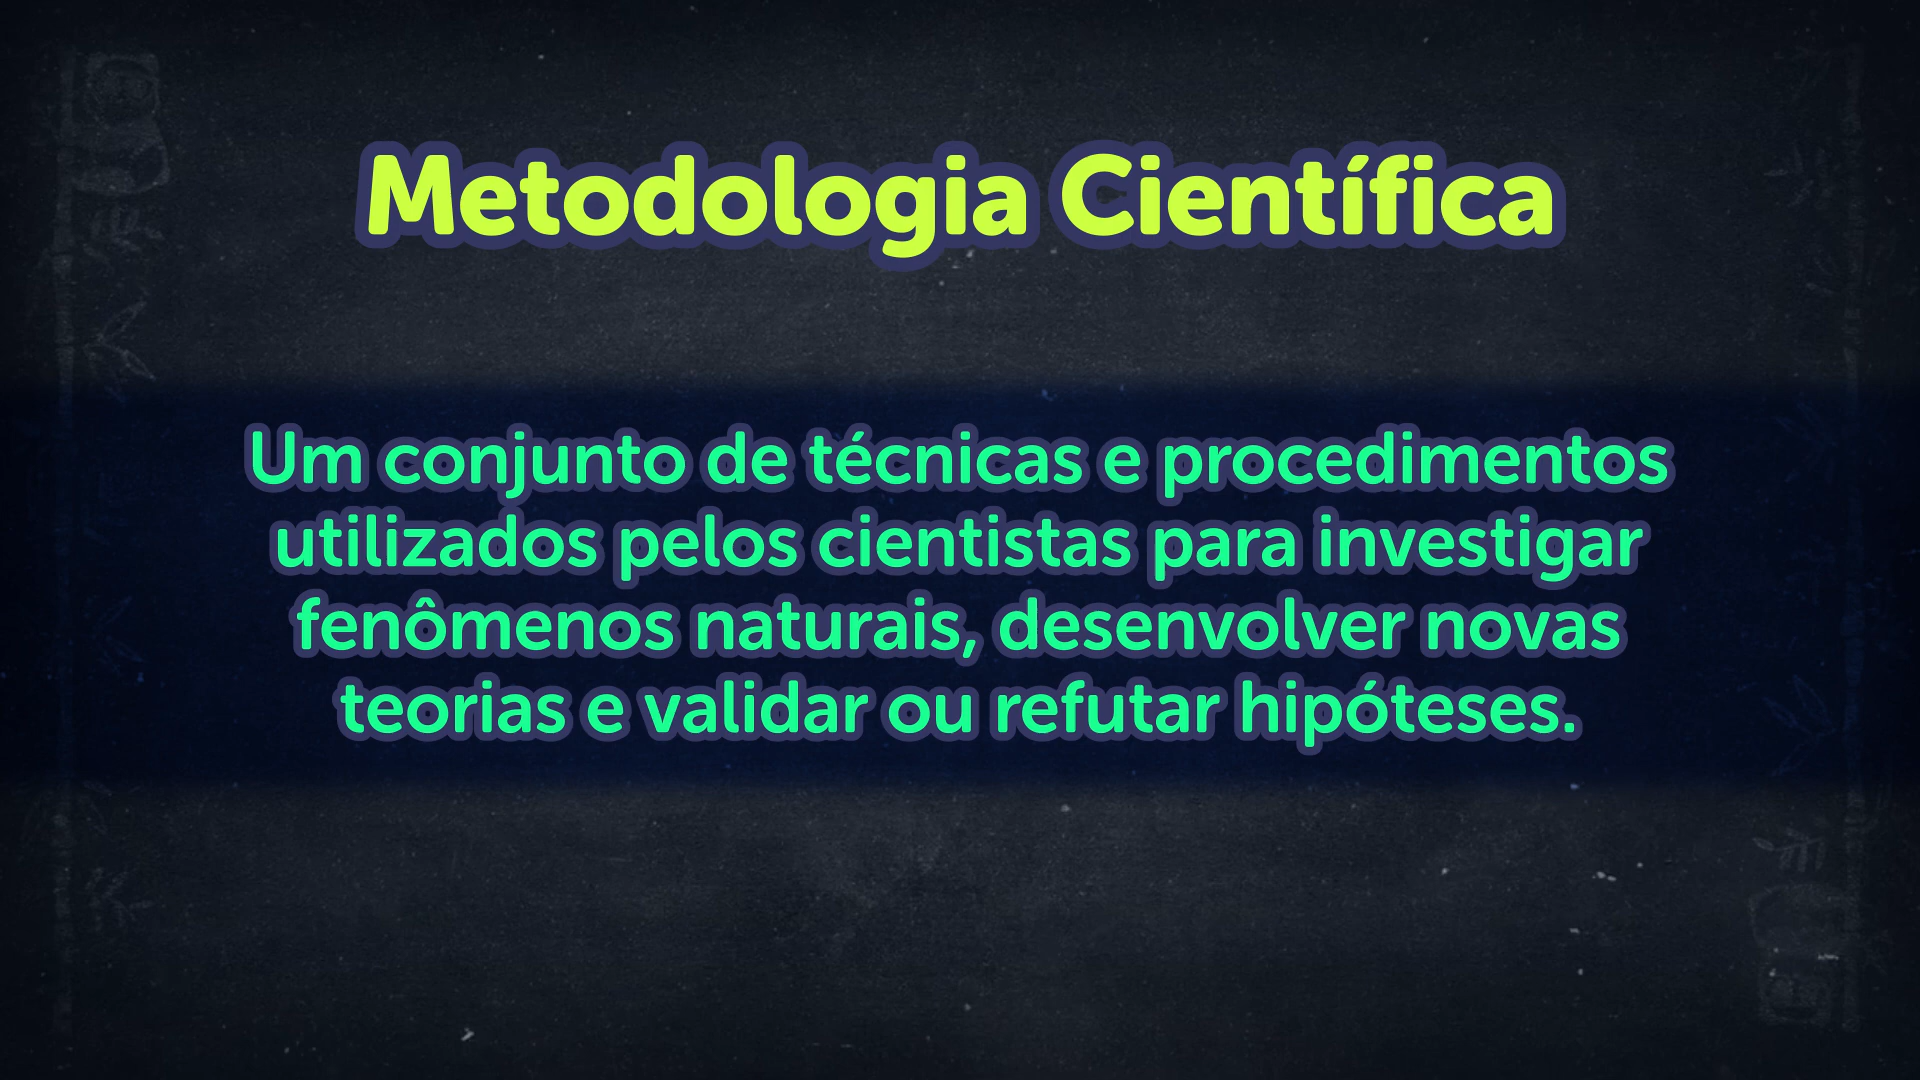 Metodologia Científica
Um conjunto de técnicas e procedimentos
utilizados pelos cientistas para investigar
fenômenos naturais, desenvolver novas
teorias e validar ou refutar hipóteses.